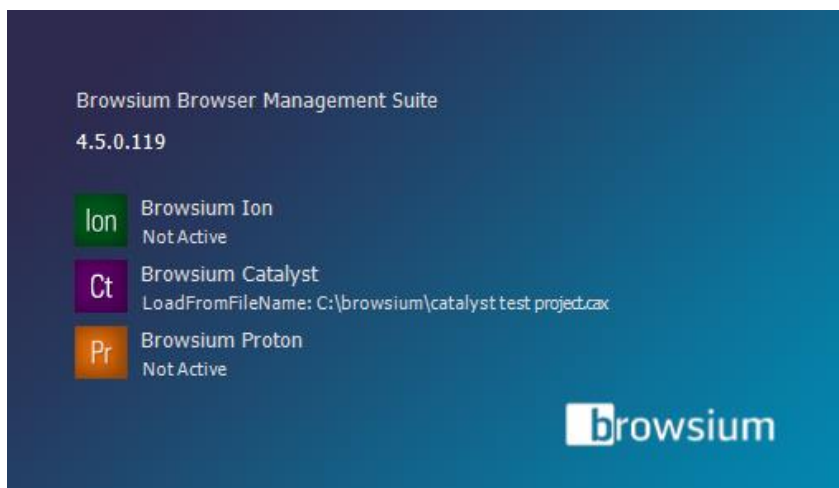 Browsium Browser Management Suite
4.5.0.119
Ion
Browsium Ion
Not Active
Ct
Browsium Catalyst
LoadFromFileName: C:\browsium\catalyst test project.cax
Pr
Browsium Proton
Not Active
browsium